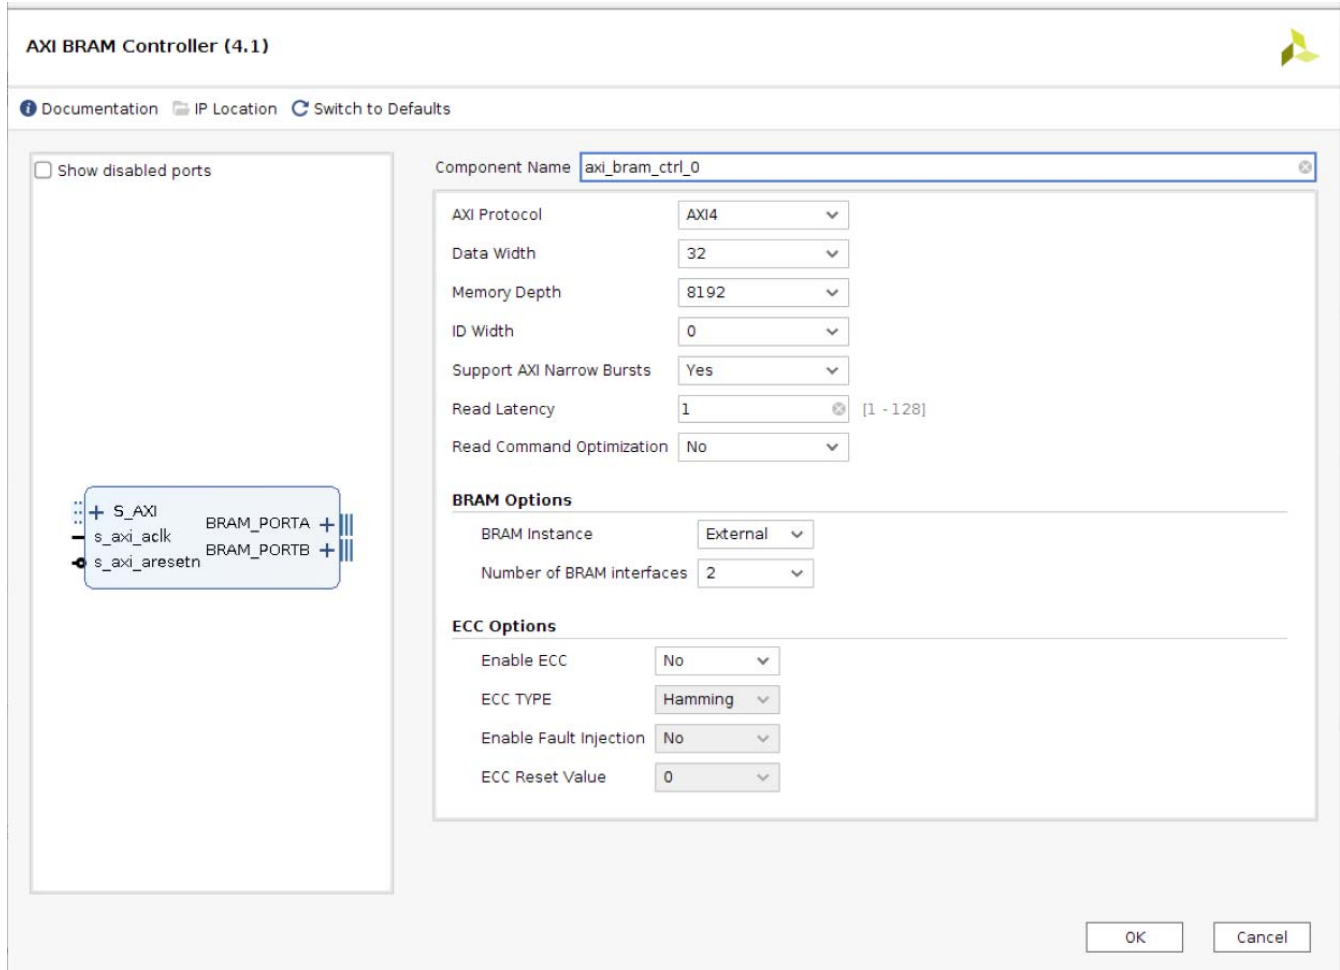 AXI BRAM Controller (4.1)
Documentation IP Location Switch to Defaults
Show disabled ports
S_AXI
s_axi_aclk
s_axi_aresetn
BRAM_PORTA
BRAM_PORTB
Component Name axi_bram_ctrl_0
AXI Protocol AXI4
Data Width 32
Memory Depth 8192
ID Width 0
Support AXI Narrow Bursts Yes
Read Latency 1 [1 - 128]
Read Command Optimization No
BRAM Options
BRAM Instance External
Number of BRAM interfaces 2
ECC Options
Enable ECC No
ECC TYPE Hamming
Enable Fault Injection No
ECC Reset Value 0
OK Cancel